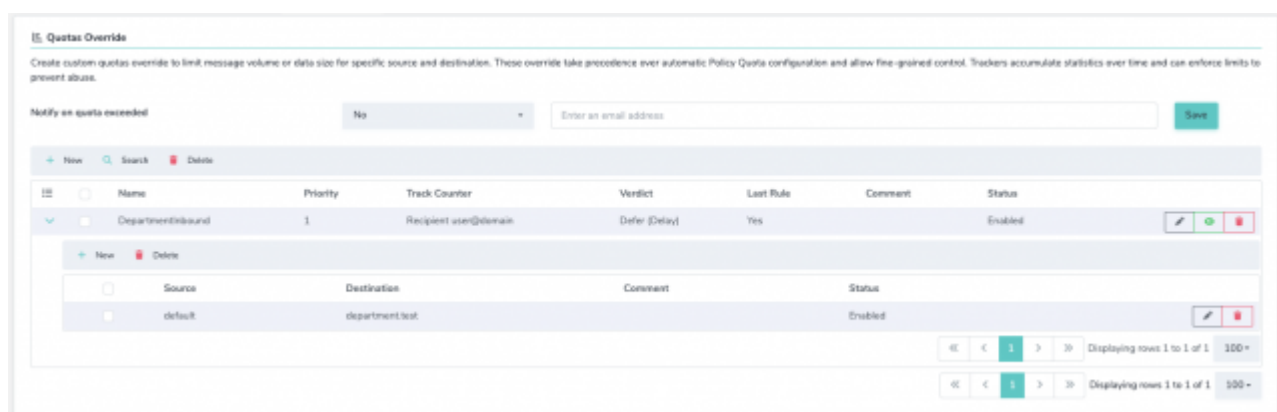 Quotas Override
Create custom quotas override to limit message volume or data size for specific source and destination. These override take precedence over automatic Policy Quota configuration and allow fine-grained control. Trackers accumulate statistics over time and can enforce limits to
prevent abuse.
Notify on quota exceeded No Enter an email address Save
+ New Search Delete
Name Priority Track Counter Verdict Last Rule Comment Status
DepartmentInbound 1 Recipient user@domain Defer (Delay) Yes Enabled
+ New Delete
Source Destination Comment Status
default department.test Enabled
« < 1 > » Displaying rows 1 to 1 of 1 100
« < 1 > » Displaying rows 1 to 1 of 1 100